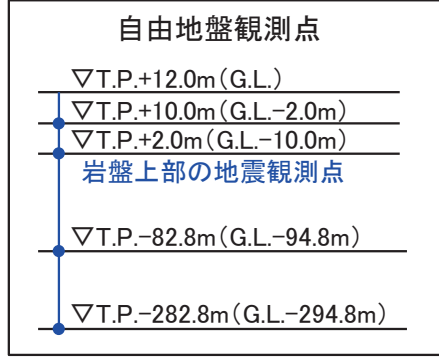 自由地盤観測点
▽T.P.+12.0m(G.L.)
▽T.P.+10.0m(G.L.-2.0m)
▽T.P.+2.0m(G.L.-10.0m)
岩盤上部の地震観測点
▽T.P.-82.8m(G.L.-94.8m)
▽T.P.-282.8m(G.L.-294.8m)